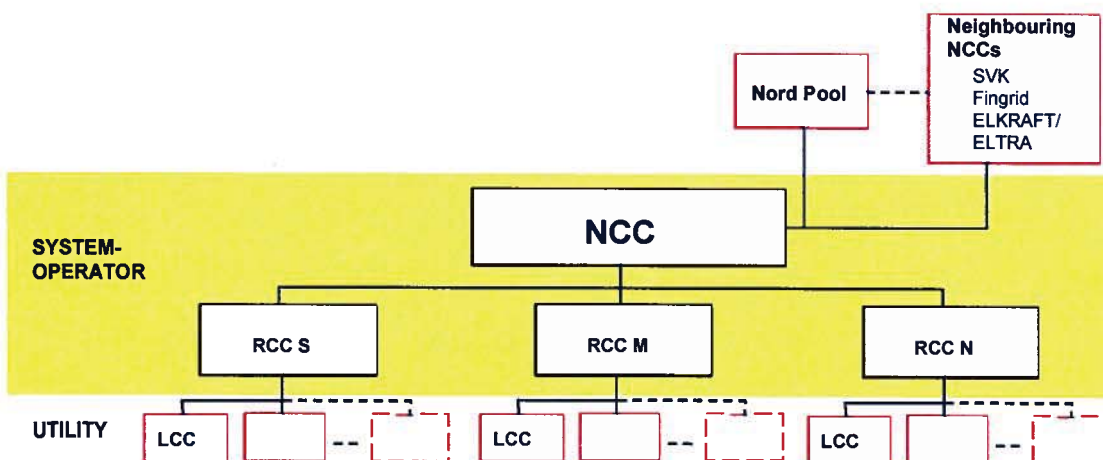 Neighbouring
NCCs
SVK
Fingrid
ELKRAFT/
ELTRA
Nord Pool
NCC
SYSTEM-
OPERATOR
RCC S
RCC M
RCC N
UTILITY
LCC
LCC
LCC